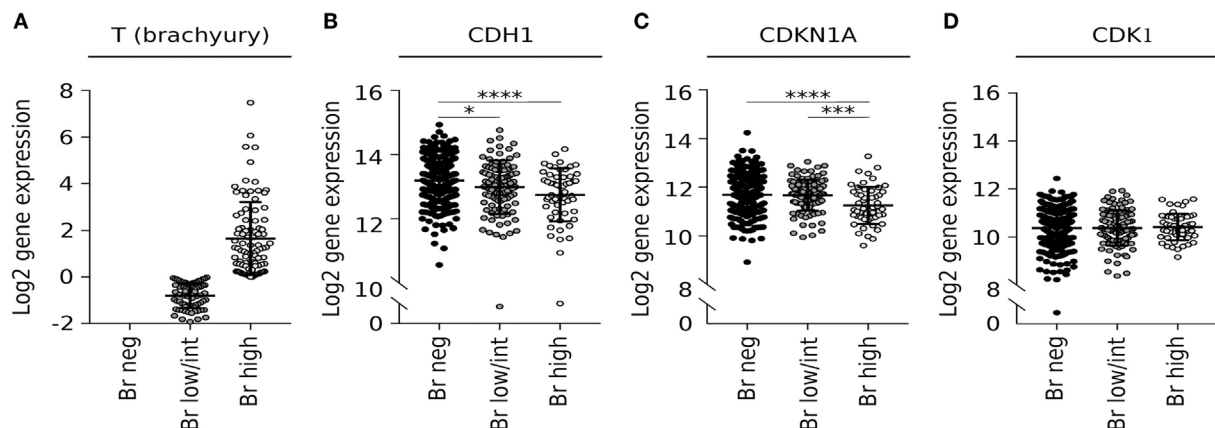 A
T (brachyury)
Log2 gene expression
8
6
4
2
0
-2
Br neg
Br low/int
Br high
B
CDH1
Log2 gene expression
16
14
12
10
0
****
*
Br neg
Br low/int
Br high
C
CDKN1A
Log2 gene expression
16
14
12
10
8
0
****
***
Br neg
Br low/int
Br high
D
CDK1
Log2 gene expression
16
14
12
10
8
0
Br neg
Br low/int
Br high